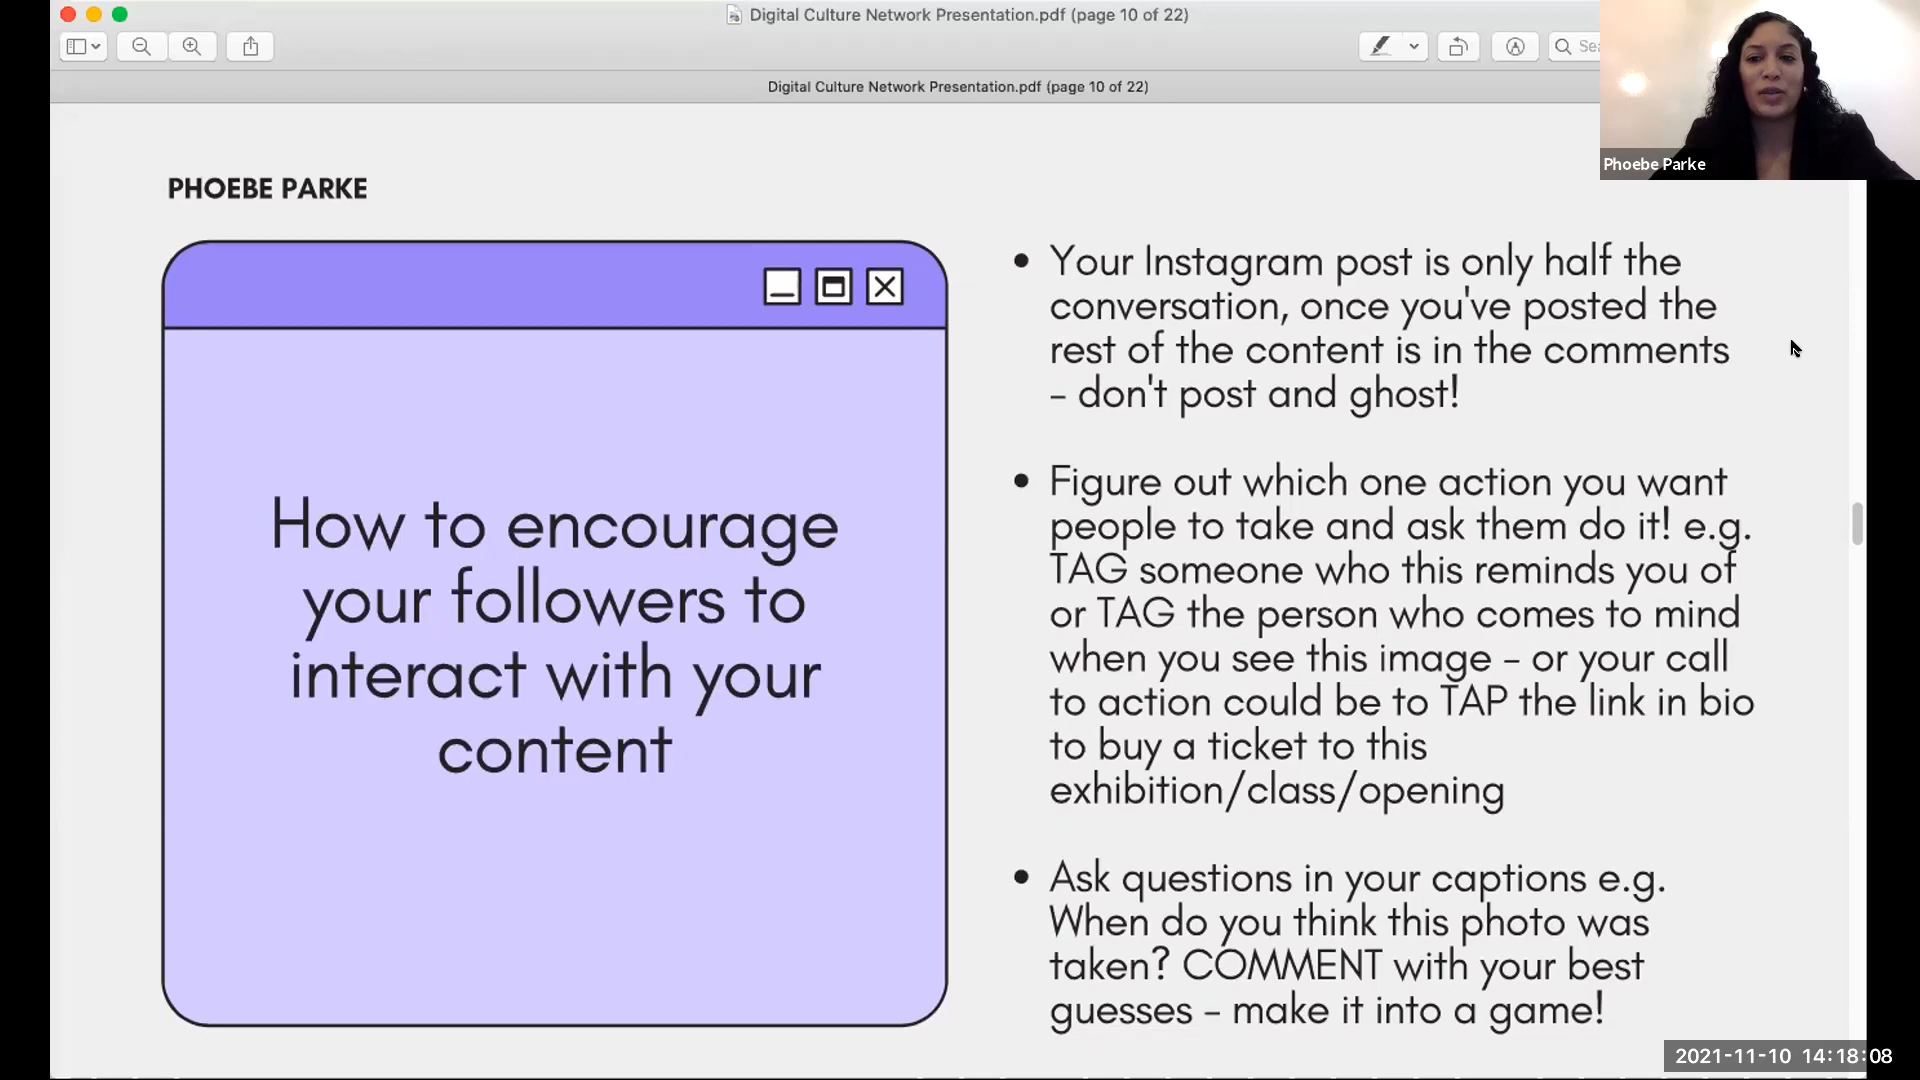 Digital Culture Network Presentation.pdf (page 10 of 22)
Digital Culture Network Presentation.pdf (page 10 of 22)
Phoebe Parke
PHOEBE PARKE
How to encourage
your followers to
interact with your
content
• Your Instagram post is only half the
conversation, once you've posted the
rest of the content is in the comments
- don't post and ghost!
• Figure out which one action you want
people to take and ask them do it! e.g.
TAG someone who this reminds you of
or TAG the person who comes to mind
when you see this image - or your call
to action could be to TAP the link in bio
to buy a ticket to this
exhibition/class/opening
• Ask questions in your captions e.g.
When do you think this photo was
taken? COMMENT with your best
guesses - make it into a game!
2021-11-10 14:18:08